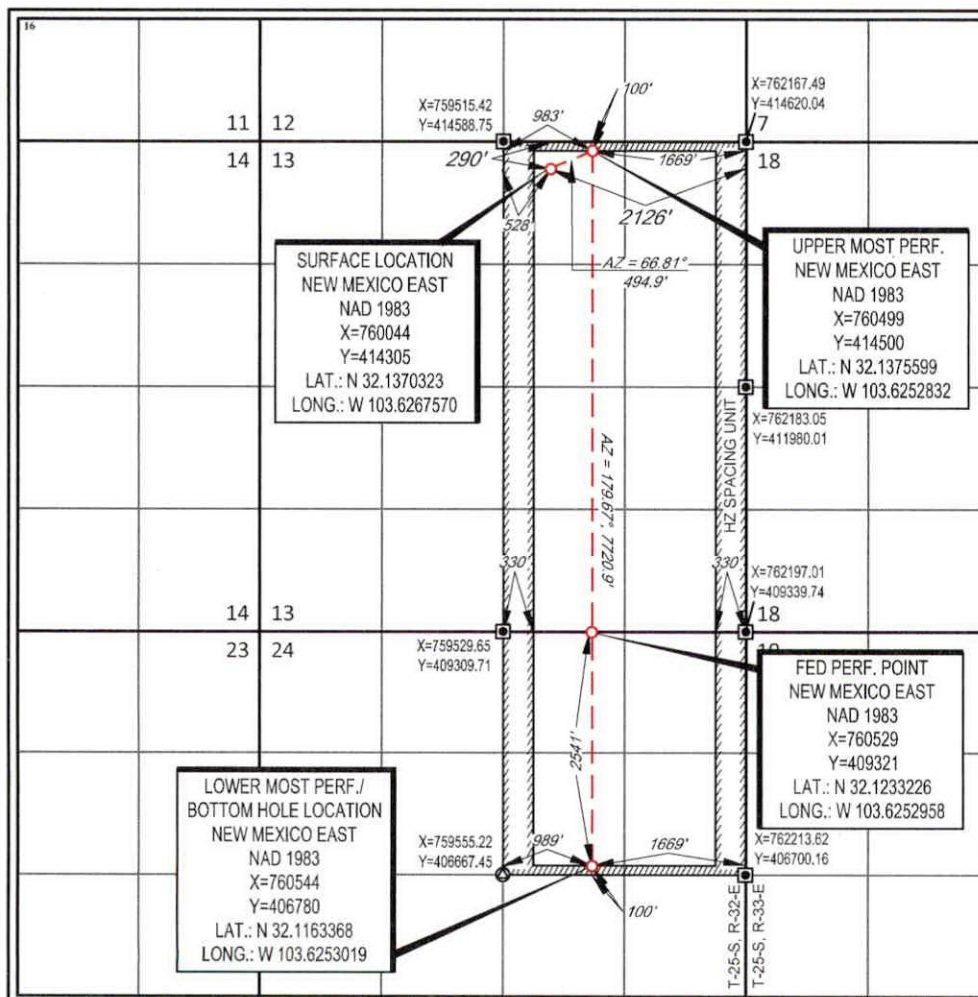 16
100'
X=759515.42
Y=414588.75
983'
X=762167.49
Y=414620.04
11 12
7
14 13
290'
1669'
18
528'
2126'
SURFACE LOCATION
NEW MEXICO EAST
NAD 1983
X=760044
Y=414305
LAT.: N 32.1370323
LONG.: W 103.6267570
AZ = 66.81°
494.9'
UPPER MOST PERF.
NEW MEXICO EAST
NAD 1983
X=760499
Y=414500
LAT.: N 32.1375599
LONG.: W 103.6252832
X=762183.05
Y=411980.01
HZ SPACING UNIT
AZ = 179.67°, 7720.9'
330'
330'
X=762197.01
Y=409339.74
14 13
18
23 24
X=759529.65
Y=409309.71
FED PERF. POINT
NEW MEXICO EAST
NAD 1983
X=760529
Y=409321
LAT.: N 32.1233226
LONG.: W 103.6252958
2541'
LOWER MOST PERF./
BOTTOM HOLE LOCATION
NEW MEXICO EAST
NAD 1983
X=760544
Y=406780
LAT.: N 32.1163368
LONG.: W 103.6253019
X=759555.22
Y=406667.45
989'
1669'
X=762213.62
Y=406700.16
100'
T-25-S, R-32-E
T-25-S, R-33-E